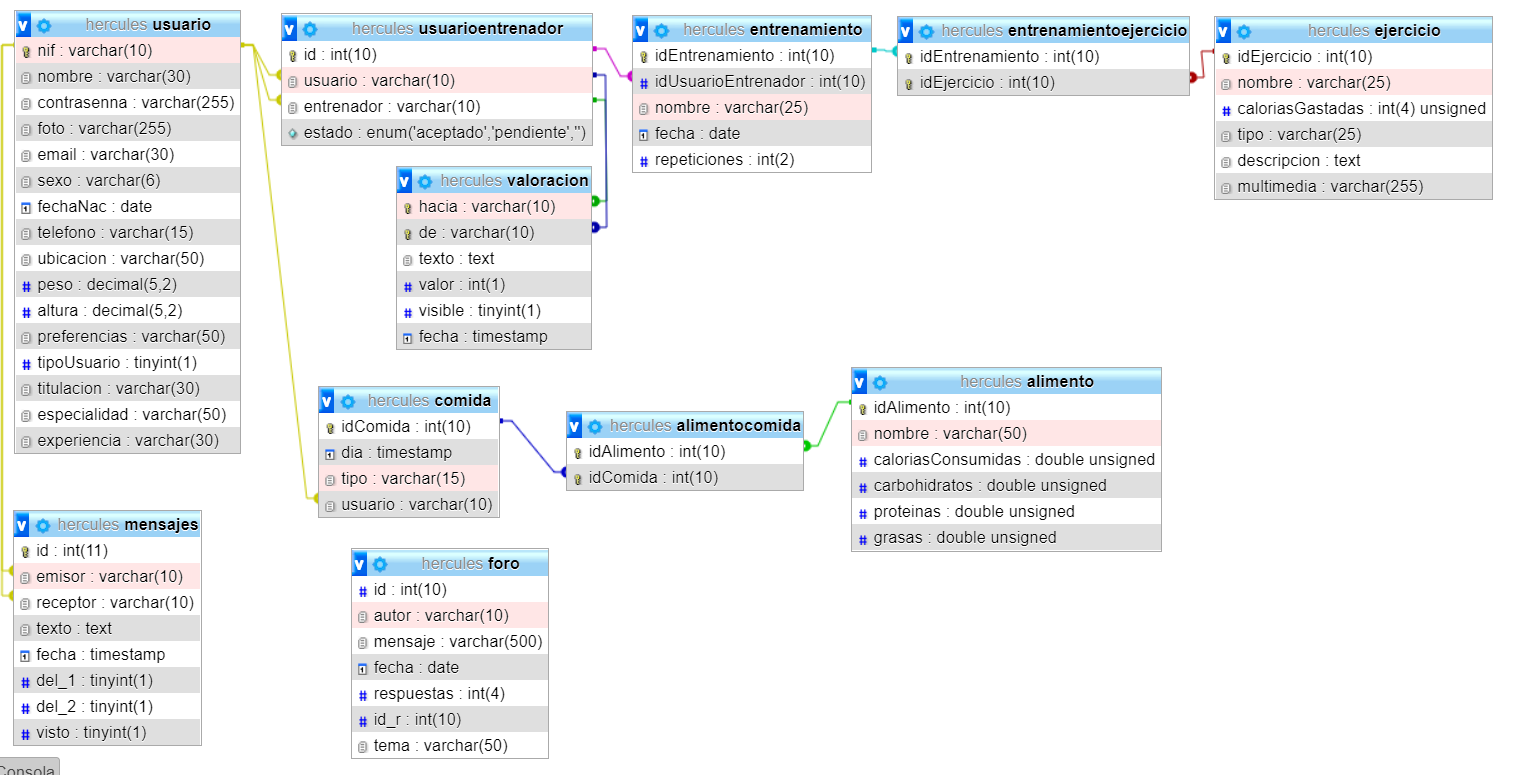 hercules usuario
nif : varchar(10)
nombre : varchar(30)
contrasenna : varchar(255)
foto : varchar(255)
email : varchar(30)
sexo : varchar(6)
fechaNac : date
telefono : varchar(15)
ubicacion : varchar(50)
peso : decimal(5,2)
altura : decimal(5,2)
preferencias : varchar(50)
tipoUsuario : tinyint(1)
titulacion : varchar(30)
especialidad : varchar(50)
experiencia : varchar(30)
hercules usuarioentrenador
id : int(10)
usuario : varchar(10)
entrenador : varchar(10)
estado : enum('aceptado','pendiente','')
hercules entrenamiento
idEntrenamiento : int(10)
idUsuarioEntrenador : int(10)
nombre : varchar(25)
fecha : date
repeticiones : int(2)
hercules entrenamientoejercicio
idEntrenamiento : int(10)
idEjercicio : int(10)
hercules ejercicio
idEjercicio : int(10)
nombre : varchar(25)
caloriasGastadas : int(4) unsigned
tipo : varchar(25)
descripcion : text
multimedia : varchar(255)
hercules valoracion
hacia : varchar(10)
de : varchar(10)
texto : text
valor : int(1)
visible : tinyint(1)
fecha : timestamp
hercules comida
idComida : int(10)
dia : timestamp
tipo : varchar(15)
usuario : varchar(10)
hercules alimentocomida
idAlimento : int(10)
idComida : int(10)
hercules alimento
idAlimento : int(10)
nombre : varchar(50)
caloriasConsumidas : double unsigned
carbohidratos : double unsigned
proteinas : double unsigned
grasas : double unsigned
hercules mensajes
id : int(11)
emisor : varchar(10)
receptor : varchar(10)
texto : text
fecha : timestamp
del_1 : tinyint(1)
del_2 : tinyint(1)
visto : tinyint(1)
hercules foro
id : int(10)
autor : varchar(10)
mensaje : varchar(500)
fecha : date
respuestas : int(4)
id_r : int(10)
tema : varchar(50)
Consola